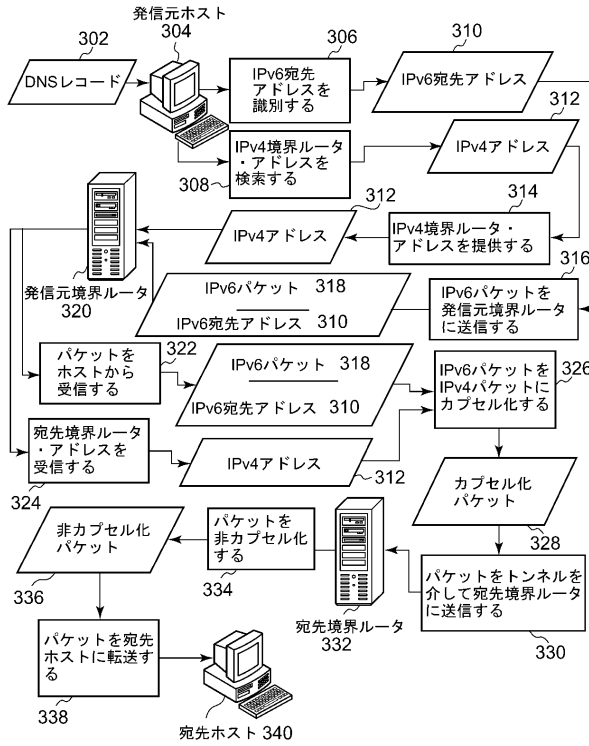 発信元ホスト
304
302
DNSレコード
306
IPv6宛先
アドレスを
識別する
310
IPv6宛先アドレス
308
IPv4境界ルータ
・アドレスを
検索する
312
IPv4アドレス
314
IPv4境界ルータ・
アドレスを提供する
312
IPv4アドレス
発信元境界ルータ
320
316
IPv6パケットを
発信元境界ルータ
に送信する
IPv6パケット 318
IPv6宛先アドレス 310
322
パケットを
ホストから
受信する
IPv6パケット 318
IPv6宛先アドレス 310
326
IPv6パケットを
IPv4パケットに
カプセル化する
宛先境界ルータ
・アドレスを
受信する
324
IPv4アドレス
312
カプセル化
パケット
328
非カプセル化
パケット
336
パケットを
非カプセル化
する
334
宛先境界ルータ
332
パケットをトンネルを
介して宛先境界ルータ
に送信する
330
パケットを宛先
ホストに転送す
る
338
宛先ホスト 340